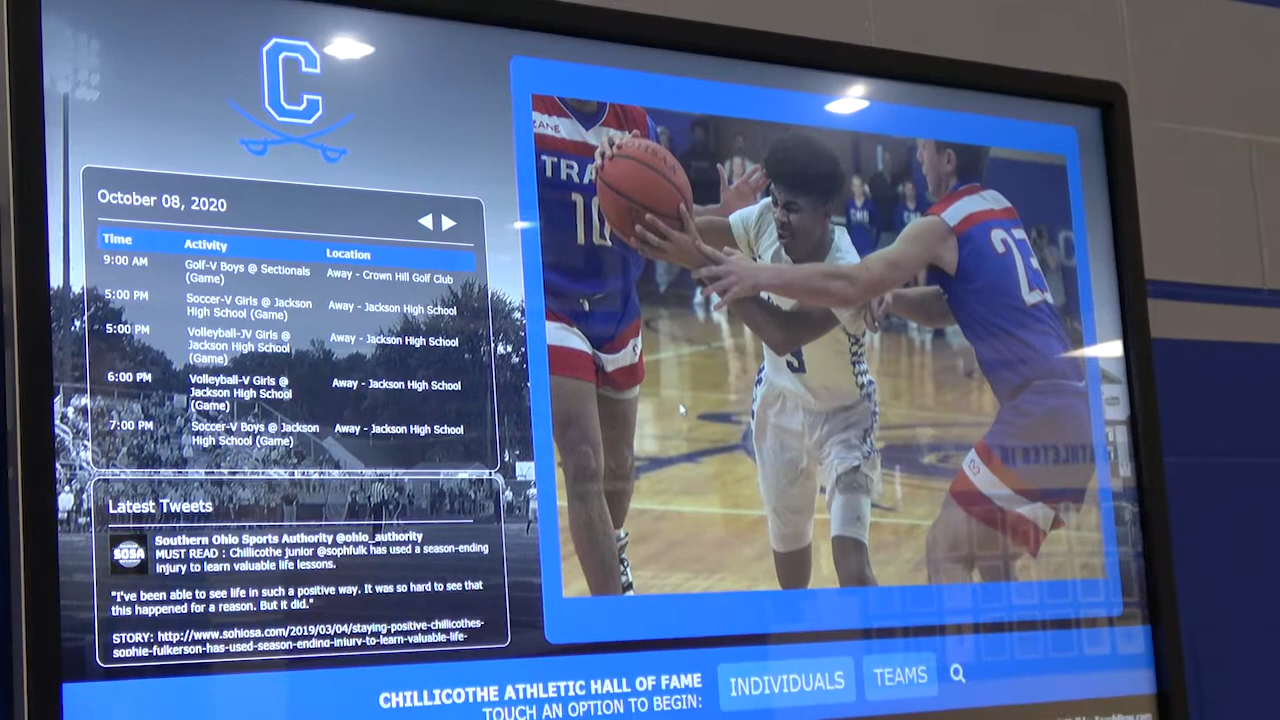 C
October 08, 2020
Time Activity Location
9:00 AM Golf-V Boys @ Sectionals Away - Crown Hill Golf Club
(Game)
5:00 PM Soccer-V Girls @ Jackson Away - Jackson High School
High School (Game)
5:00 PM Volleyball-JV Girls @ Away - Jackson High School
Jackson High School
(Game)
6:00 PM Volleyball-V Girls @ Away - Jackson High School
Jackson High School
(Game)
7:00 PM Soccer-V Boys @ Jackson Away - Jackson High School
High School (Game)
Latest Tweets
SOSA
Southern Ohio Sports Authority @ohio_authority
MUST READ : Chillicothe junior @sophfulk has used a season-ending
injury to learn valuable life lessons.
"I've been able to see life in such a positive way. It was so hard to see that
this happened for a reason. But it did."
STORY: http://www.sohiosa.com/2019/03/04/staying-positive-chillicothes-
sophie-fulkerson-has-used-season-ending-injury-to-learn-valuable-life-
ZANE
TRA
10
23
3
CHILLICOTHE ATHLETIC HALL OF FAME
TOUCH AN OPTION TO BEGIN:
INDIVIDUALS
TEAMS